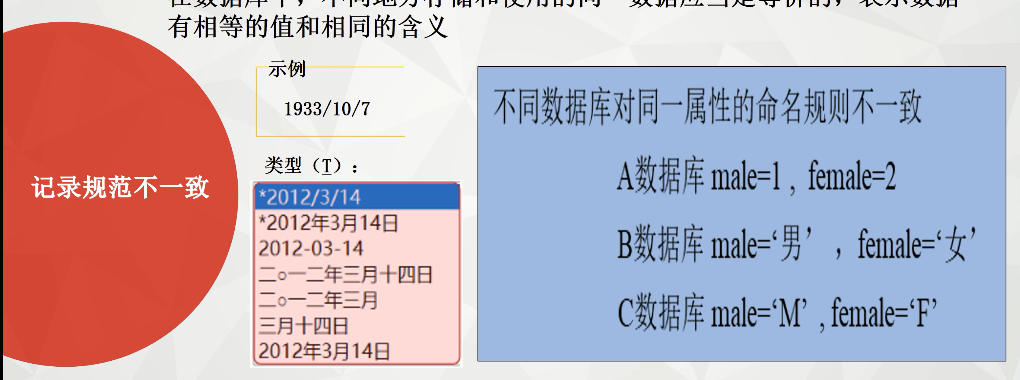 在数据库中，不同地方存储和使用的同一数据应当是等价的，表示数据
有相等的值和相同的含义
记录规范不一致
示例
1933/10/7
类型（T）：
*2012/3/14
*2012年3月14日
2012-03-14
二○一二年三月十四日
二○一二年三月
三月十四日
2012年3月14日
不同数据库对同一属性的命名规则不一致
A数据库 male=1 , female=2
B数据库 male=‘男’ ，female=‘女’
C数据库 male=‘M’ , female=‘F’